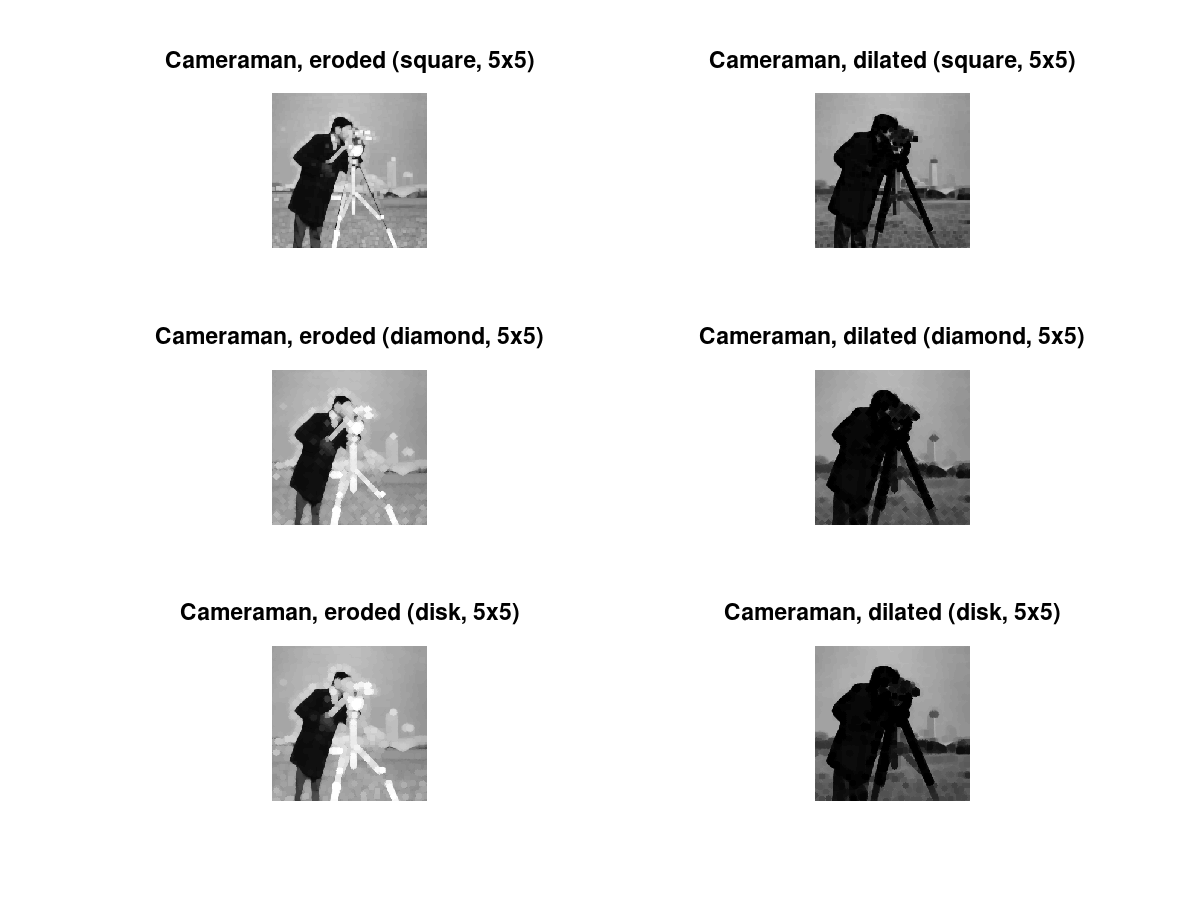 Cameraman, eroded (square, 5x5)
Cameraman, dilated (square, 5x5)
Cameraman, eroded (diamond, 5x5)
Cameraman, dilated (diamond, 5x5)
Cameraman, eroded (disk, 5x5)
Cameraman, dilated (disk, 5x5)